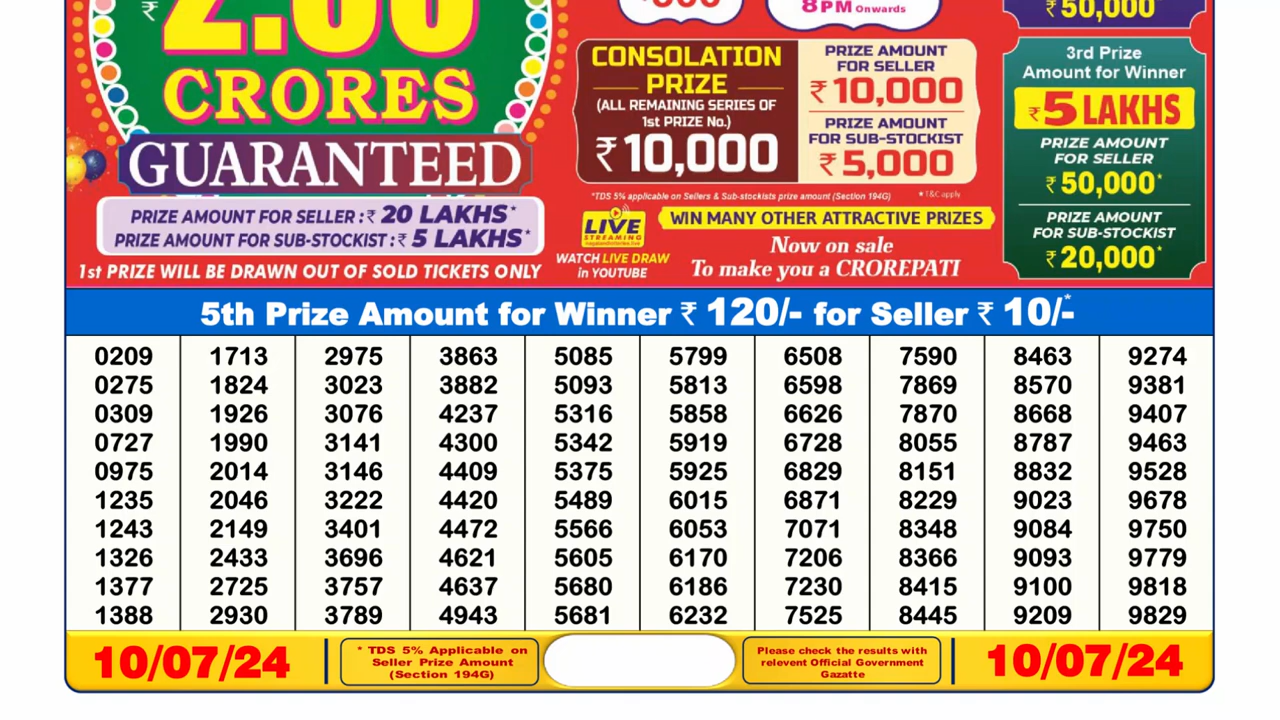 ₹ 2.00
CRORES
GUARANTEED
PRIZE AMOUNT FOR SELLER :₹ 20 LAKHS*
PRIZE AMOUNT FOR SUB-STOCKIST :₹ 5 LAKHS*
1st PRIZE WILL BE DRAWN OUT OF SOLD TICKETS ONLY
8PM Onwards
CONSOLATION
PRIZE
(ALL REMAINING SERIES OF
1st PRIZE No.)
₹10,000
PRIZE AMOUNT
FOR SELLER
₹10,000
PRIZE AMOUNT
FOR SUB-STOCKIST
₹5,000
*TDS 5% applicable on Sellers & Sub-stockists prize amount (Section 194G)
*T&C apply
LIVE
STREAMING
WATCH LIVE DRAW
in YOUTUBE
WIN MANY OTHER ATTRACTIVE PRIZES
Now on sale
To make you a CROREPATI
₹50,000*
3rd Prize
Amount for Winner
₹5 LAKHS
PRIZE AMOUNT
FOR SELLER
₹50,000*
PRIZE AMOUNT
FOR SUB-STOCKIST
₹20,000*
5th Prize Amount for Winner ₹ 120/- for Seller ₹ 10/-*
0209 1713 2975 3863 5085 5799 6508 7590 8463 9274
0275 1824 3023 3882 5093 5813 6598 7869 8570 9381
0309 1926 3076 4237 5316 5858 6626 7870 8668 9407
0727 1990 3141 4300 5342 5919 6728 8055 8787 9463
0975 2014 3146 4409 5375 5925 6829 8151 8832 9528
1235 2046 3222 4420 5489 6015 6871 8229 9023 9678
1243 2149 3401 4472 5566 6053 7071 8348 9084 9750
1326 2433 3696 4621 5605 6170 7206 8366 9093 9779
1377 2725 3757 4637 5680 6186 7230 8415 9100 9818
1388 2930 3789 4943 5681 6232 7525 8445 9209 9829
10/07/24
* TDS 5% Applicable on
Seller Prize Amount
(Section 194G)
Please check the results with
relevent Official Government
Gazatte
10/07/24